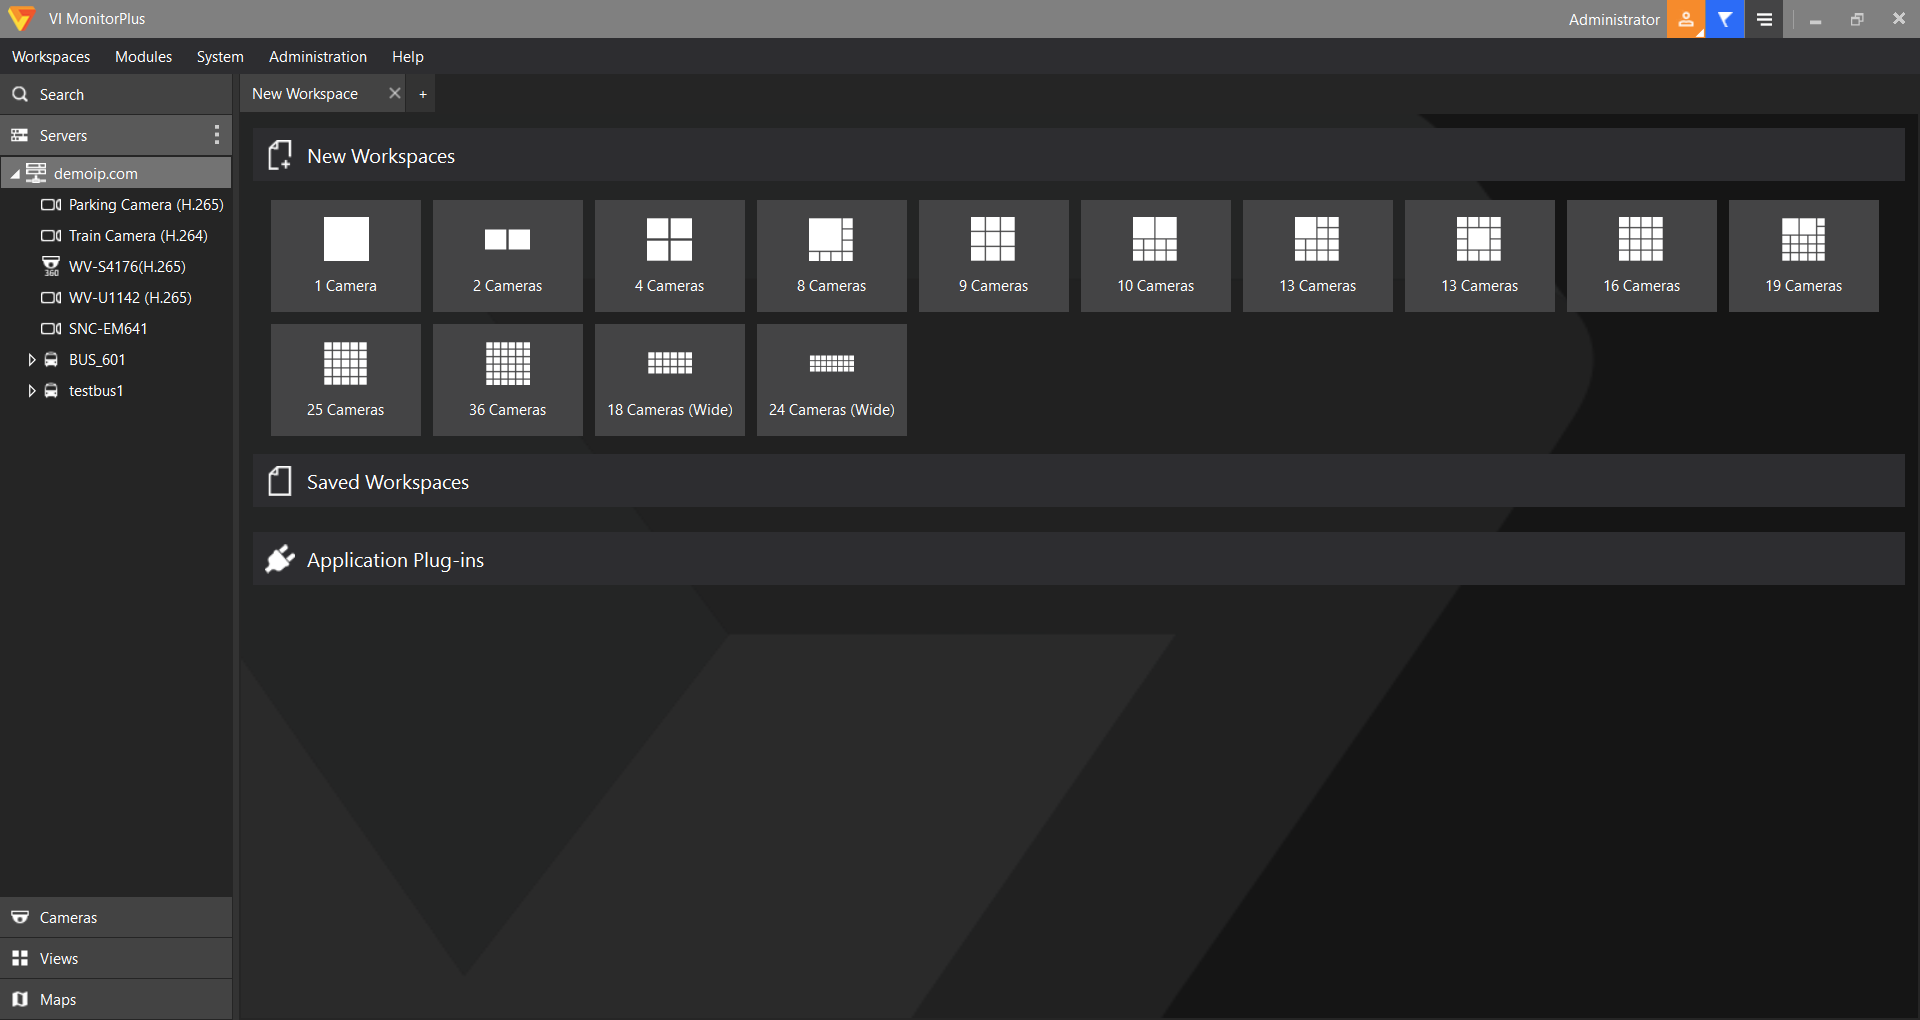 VI MonitorPlus
Administrator
Workspaces Modules System Administration Help
Search
New Workspace
+
Servers
demoip.com
Parking Camera (H.265)
Train Camera (H.264)
360
WV-S4176(H.265)
WV-U1142 (H.265)
SNC-EM641
BUS_601
testbus1
New Workspaces
1 Camera
2 Cameras
4 Cameras
8 Cameras
9 Cameras
10 Cameras
13 Cameras
13 Cameras
16 Cameras
19 Cameras
25 Cameras
36 Cameras
18 Cameras (Wide)
24 Cameras (Wide)
Saved Workspaces
Application Plug-ins
Cameras
Views
Maps